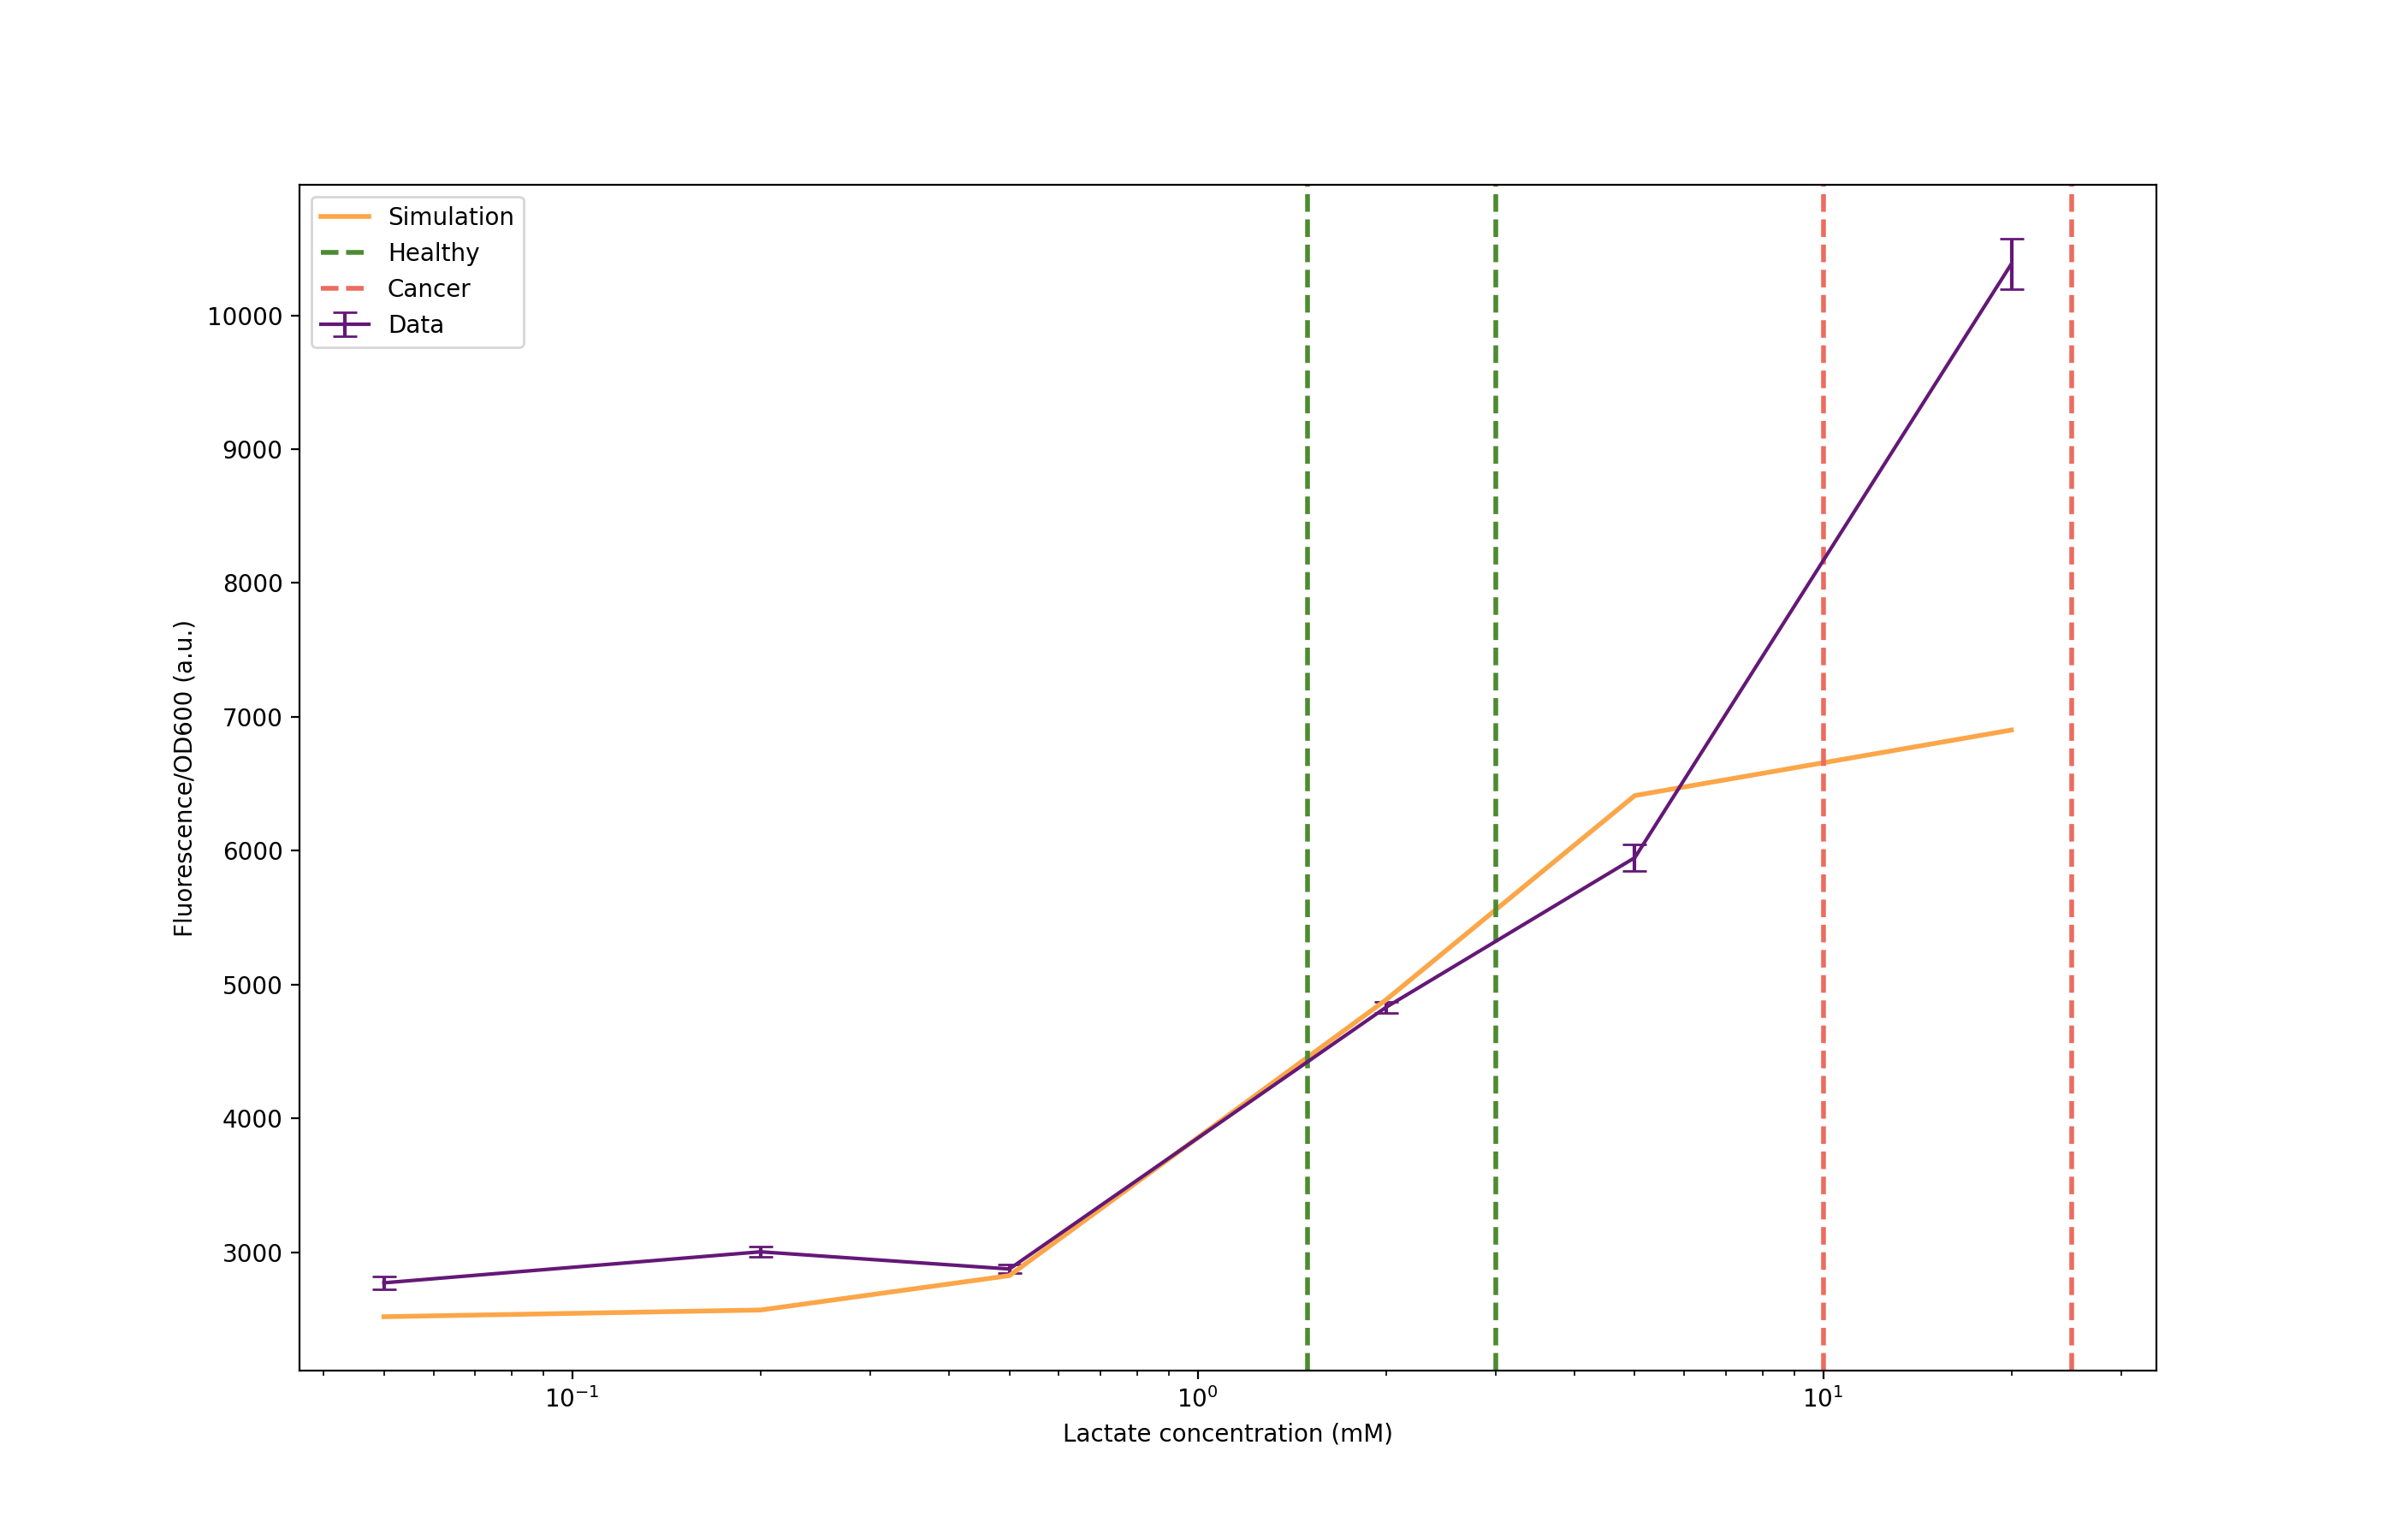 Simulation
Healthy
Cancer
Data
10000
9000
8000
7000
6000
5000
4000
3000
Fluorescence/OD600 (a.u.)
10⁻¹ 10⁰ 10¹
Lactate concentration (mM)